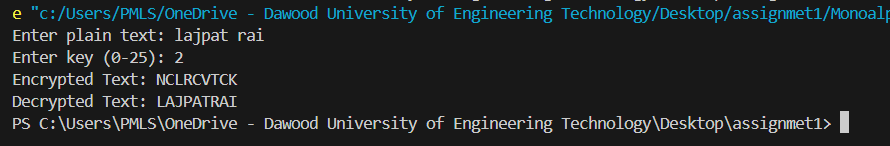 e "c:/Users/PMLS/OneDrive - Dawood University of Engineering Technology/Desktop/assignmet1/Monoalp
Enter plain text: lajpat rai
Enter key (0-25): 2
Encrypted Text: NCLRCVTCK
Decrypted Text: LAJPATRAI
PS C:\Users\PMLS\OneDrive - Dawood University of Engineering Technology\Desktop\assignmet1>